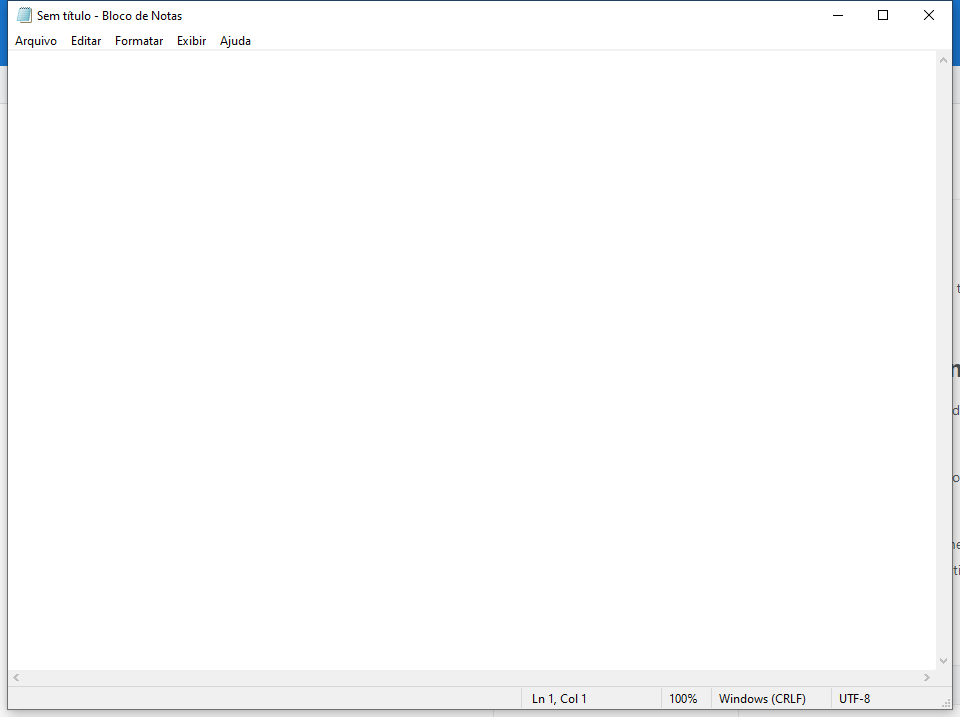 Sem título - Bloco de Notas
Arquivo Editar Formatar Exibir Ajuda
Ln 1, Col 1 100% Windows (CRLF) UTF-8